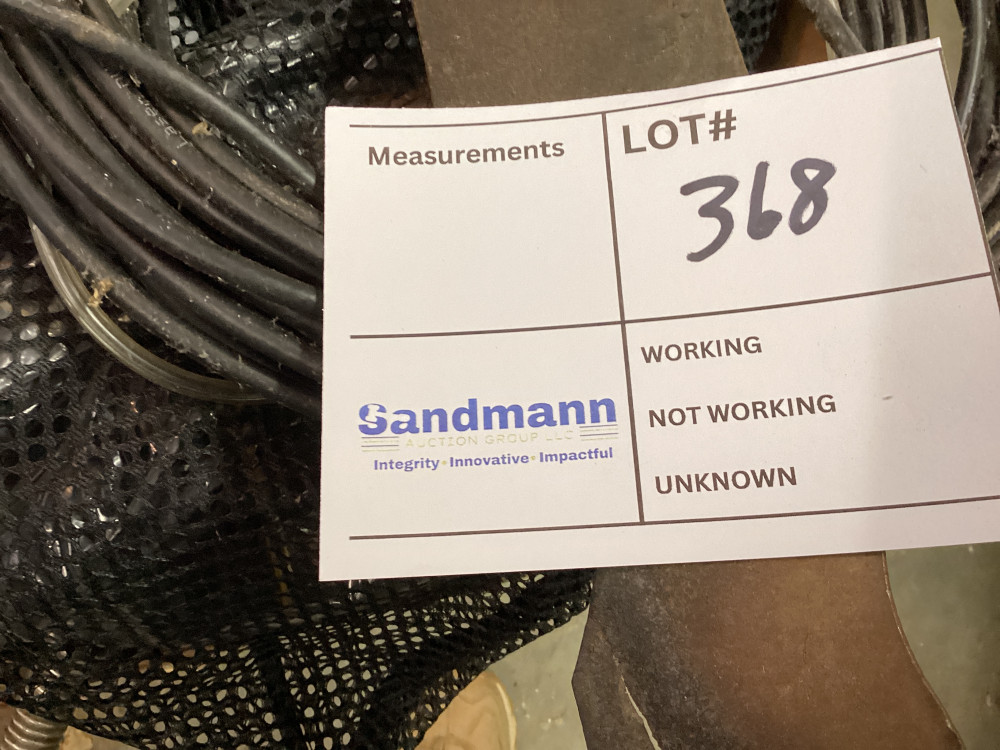 Measurements
LOT#
368
Sandmann
AUCTION GROUP LLC
Integrity • Innovative • Impactful
WORKING
NOT WORKING
UNKNOWN